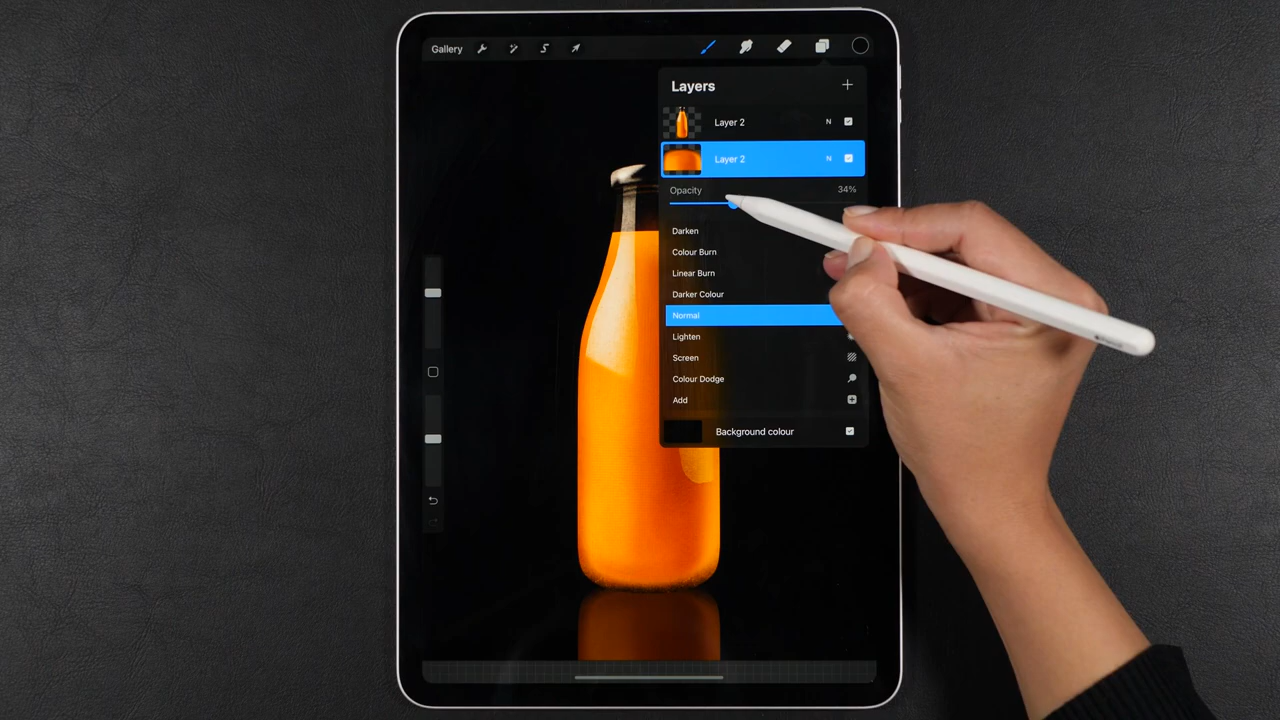 Gallery
Layers
Layer 2 N
Layer 2 N
Opacity 34%
Darken
Colour Burn
Linear Burn
Darker Colour
Normal
Lighten
Screen
Colour Dodge
Add
Background colour